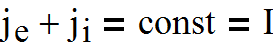 jₑ + jᵢ = const = I